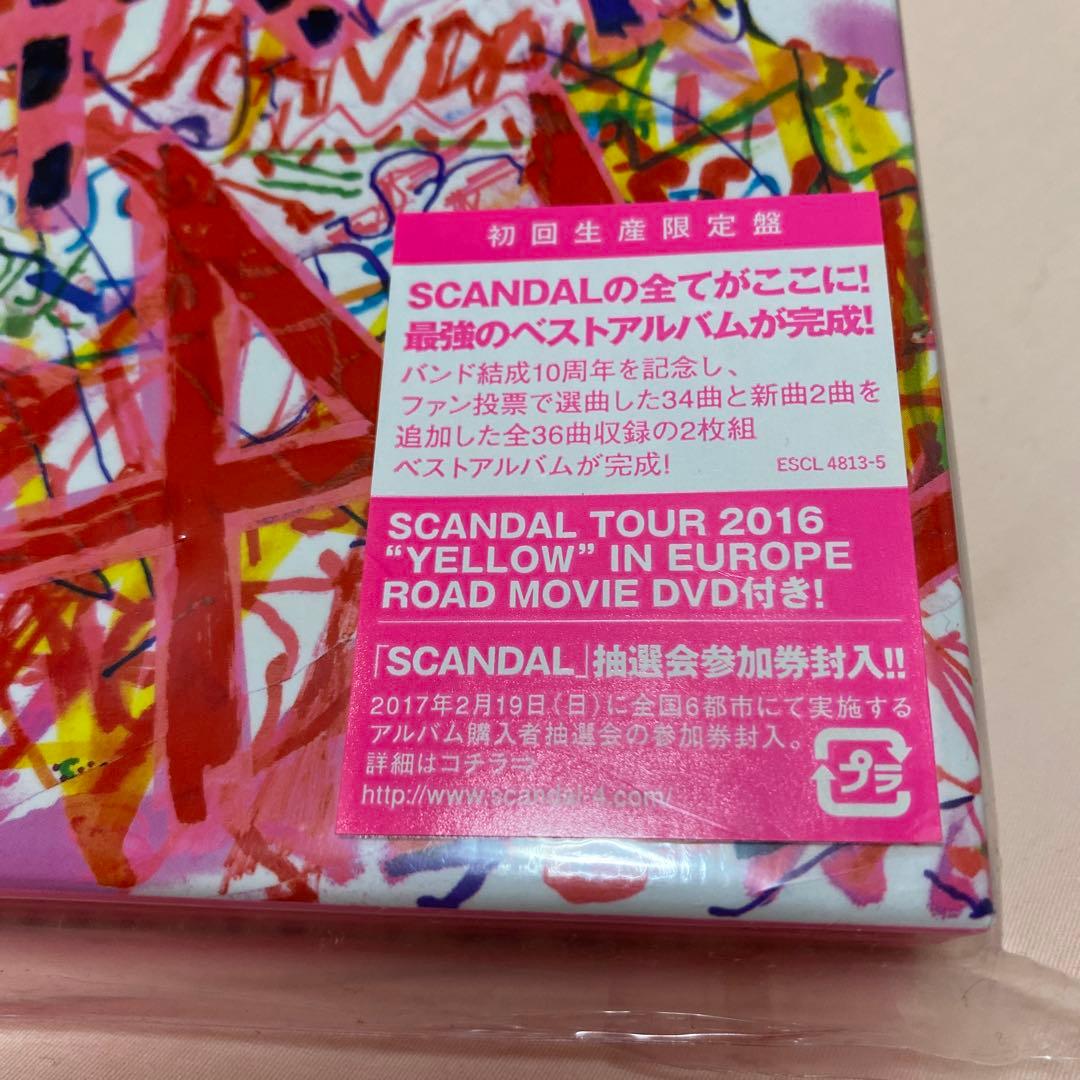 初回生産限定盤
SCANDALの全てがここに!
最強のベストアルバムが完成!
バンド結成10周年を記念し、
ファン投票で選曲した34曲と新曲2曲を
追加した全36曲収録の2枚組
ベストアルバムが完成!
ESCL 4813-5
SCANDAL TOUR 2016
“YELLOW” IN EUROPE
ROAD MOVIE DVD付き!
「SCANDAL」抽選会参加券封入!!
2017年2月19日(日)に全国6都市にて実施する
アルバム購入者抽選会の参加券封入。
詳細はコチラ⇒
http://www.scandal-4.com/
プラ